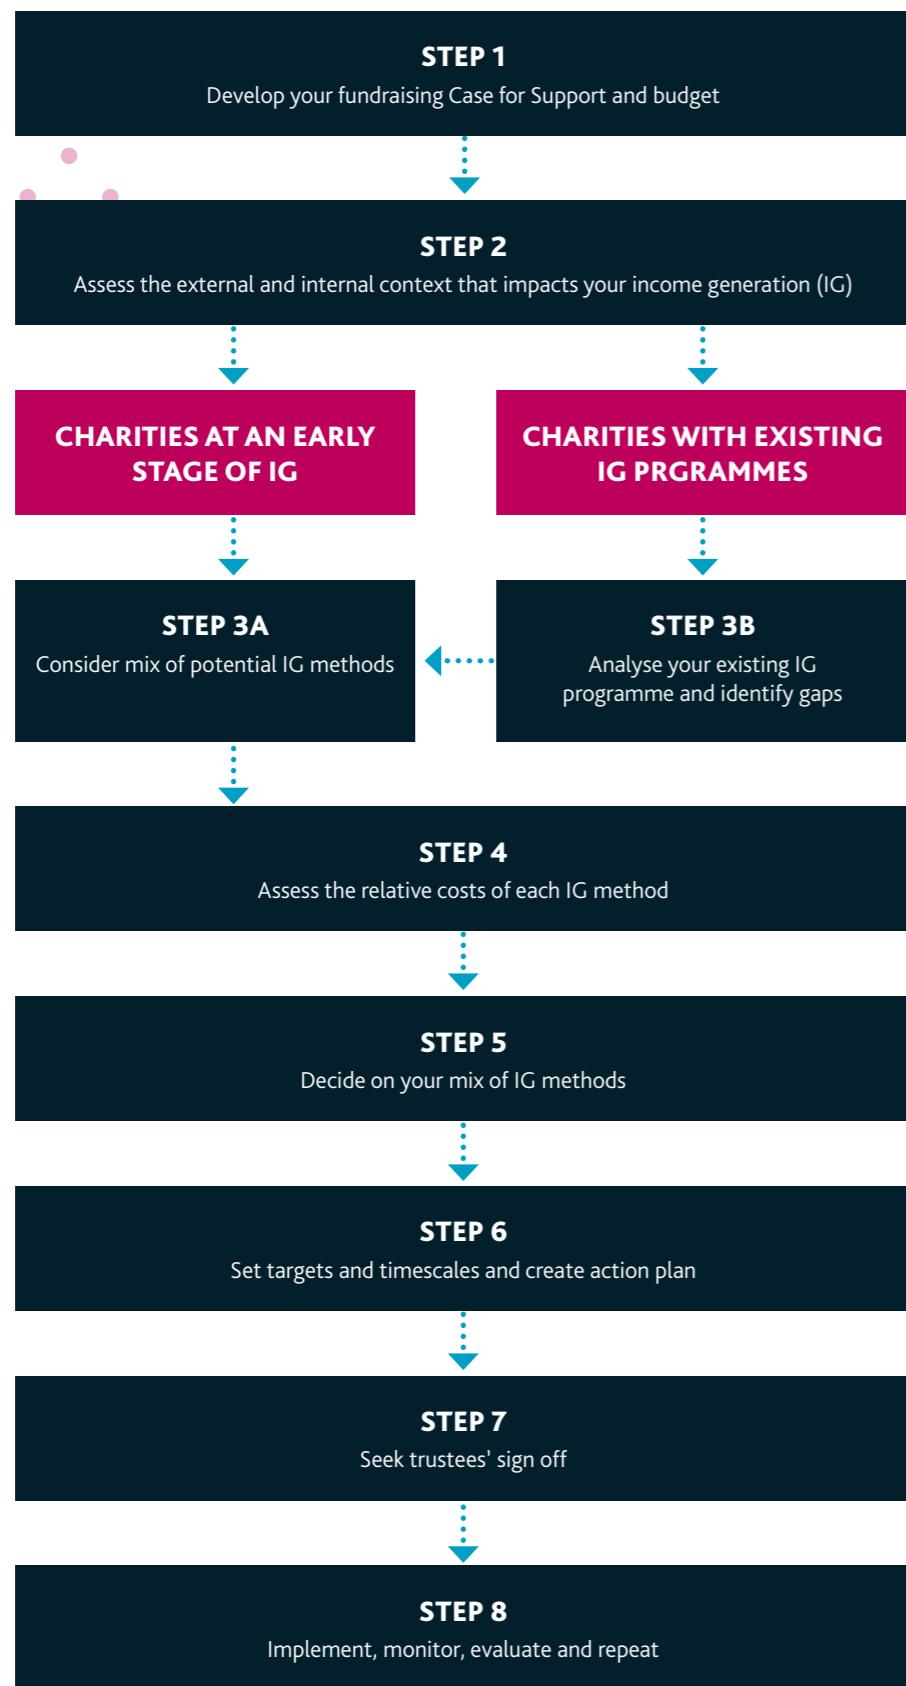 STEP 1
Develop your fundraising Case for Support and budget
STEP 2
Assess the external and internal context that impacts your income generation (IG)
CHARITIES AT AN EARLY
STAGE OF IG
CHARITIES WITH EXISTING
IG PRGRAMMES
STEP 3A
Consider mix of potential IG methods
STEP 3B
Analyse your existing IG
programme and identify gaps
STEP 4
Assess the relative costs of each IG method
STEP 5
Decide on your mix of IG methods
STEP 6
Set targets and timescales and create action plan
STEP 7
Seek trustees’ sign off
STEP 8
Implement, monitor, evaluate and repeat